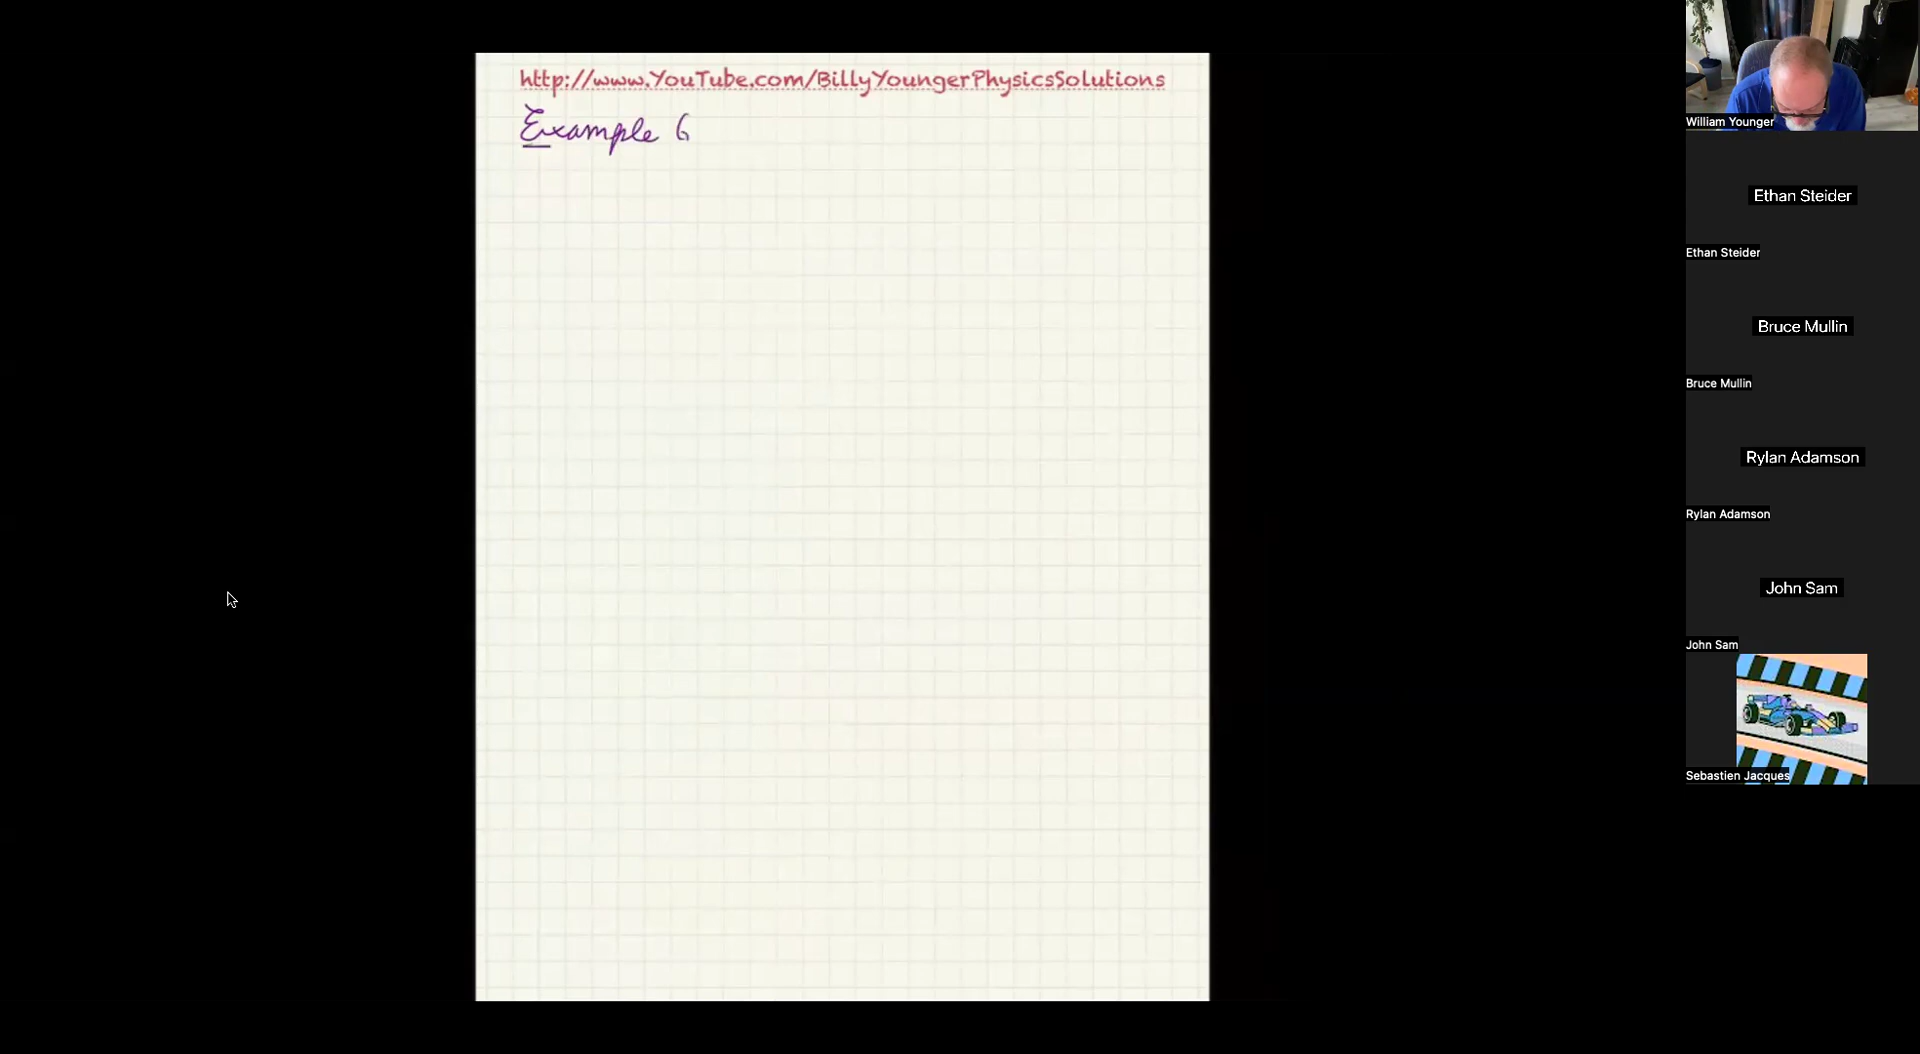 http://www.YouTube.com/BillyYoungerPhysicsSolutions
Example 6
William Younger
Ethan Steider
Ethan Steider
Bruce Mullin
Bruce Mullin
Rylan Adamson
Rylan Adamson
John Sam
John Sam
Sebastien Jacques